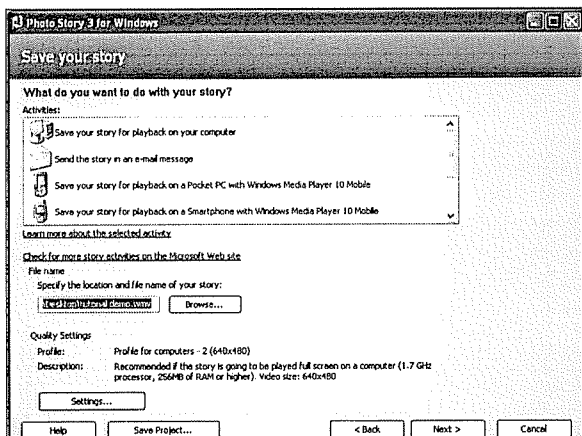 Photo Story 3 for Windows
Save your story
What do you want to do with your story?
Activities:
Save your story for playback on your computer
Send the story in an e-mail message
Save your story for playback on a Pocket PC with Windows Media Player 10 Mobile
Save your story for playback on a Smartphone with Windows Media Player 10 Mobile
Learn more about the selected activity
Check for more story activities on the Microsoft Web site
File name
Specify the location and file name of your story:
Browse...
Quality Settings
Profile: Profile for computers - 2 (640x480)
Description: Recommended if the story is going to be played full screen on a computer (1.7 GHz
processor, 256MB of RAM or higher). Video size: 640x480
Settings...
Help Save Project... < Back Next > Cancel